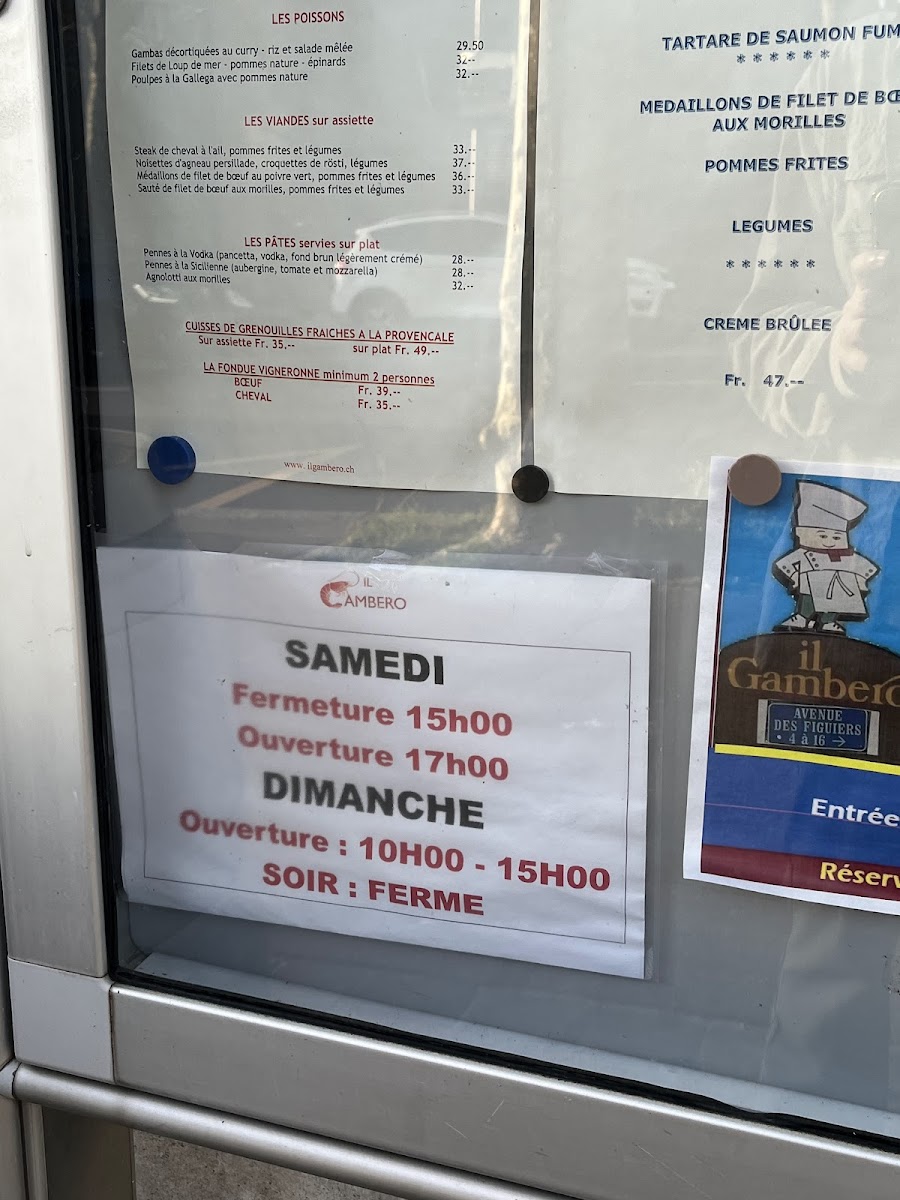 LES POISSONS
Gambas décortiquées au curry - riz et salade mêlée 29.50
Filets de Loup de mer - pommes nature - épinards 32--
Poulpes à la Gallega avec pommes nature 32.--
LES VIANDES sur assiette
Steak de cheval à l'ail, pommes frites et légumes 33.--
Noisettes d'agneau persillade, croquettes de rösti, légumes 37.--
Médaillons de filet de bœuf au poivre vert, pommes frites et légumes 36.--
Sauté de filet de bœuf aux morilles, pommes frites et légumes 33.--
LES PÂTES servies sur plat
Pennes à la Vodka (pancetta, vodka, fond brun légèrement crémé) 28.--
Pennes à la Sicilienne (aubergine, tomate et mozzarella) 28.--
Agnolotti aux morilles 32.--
CUISSES DE GRENOUILLES FRAICHES A LA PROVENCALE
Sur assiette Fr. 35.-- sur plat Fr. 49.--
LA FONDUE VIGNERONNE minimum 2 personnes
BŒUF Fr. 39.--
CHEVAL Fr. 35.--
www.ilgambero.ch
TARTARE DE SAUMON FUM
******
MEDAILLONS DE FILET DE BŒ
AUX MORILLES
POMMES FRITES
LEGUMES
******
CREME BRÛLEE
Fr. 47.--
IL
GAMBERO
SAMEDI
Fermeture 15h00
Ouverture 17h00
DIMANCHE
Ouverture : 10H00 - 15H00
SOIR : FERME
il
Gambero
AVENUE
DES FIGUIERS
• 4 à 16 →
Entrée
Réserv